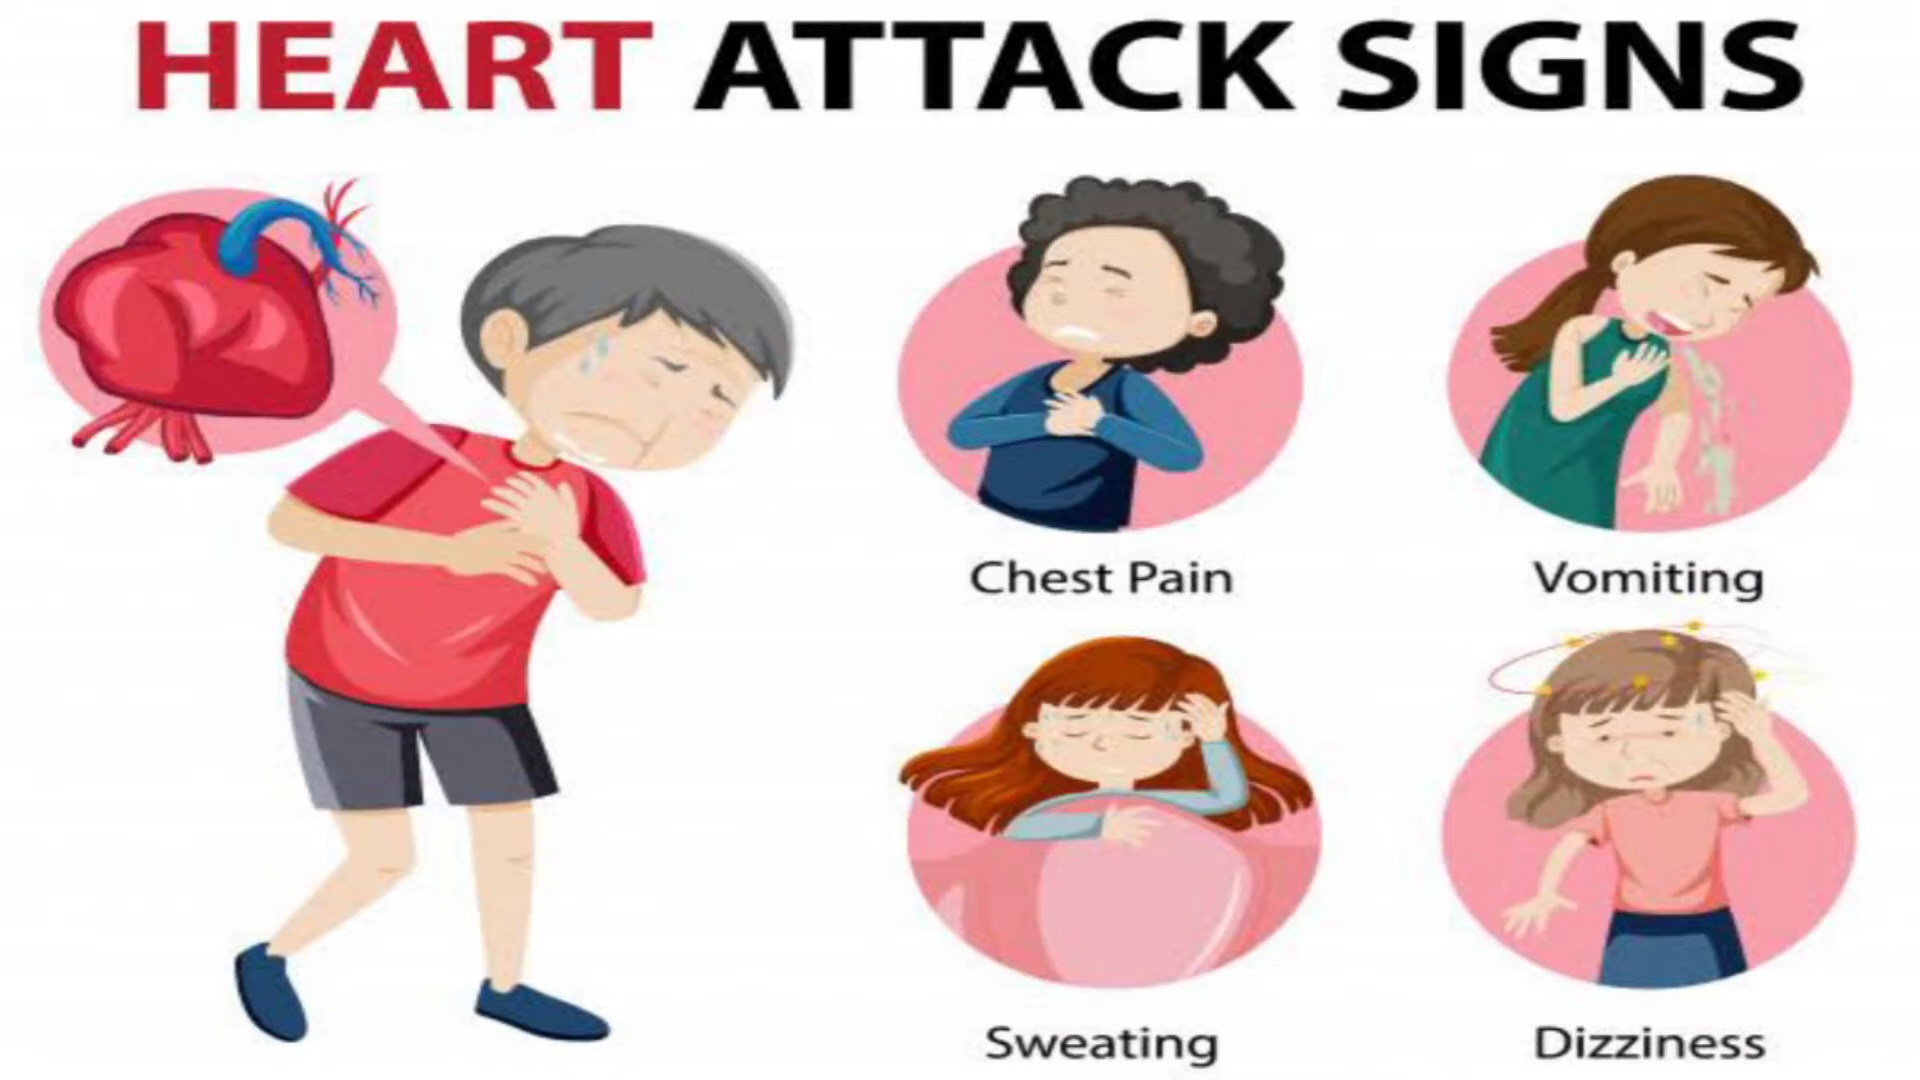 HEART ATTACK SIGNS
Chest Pain
Vomiting
Sweating
Dizziness